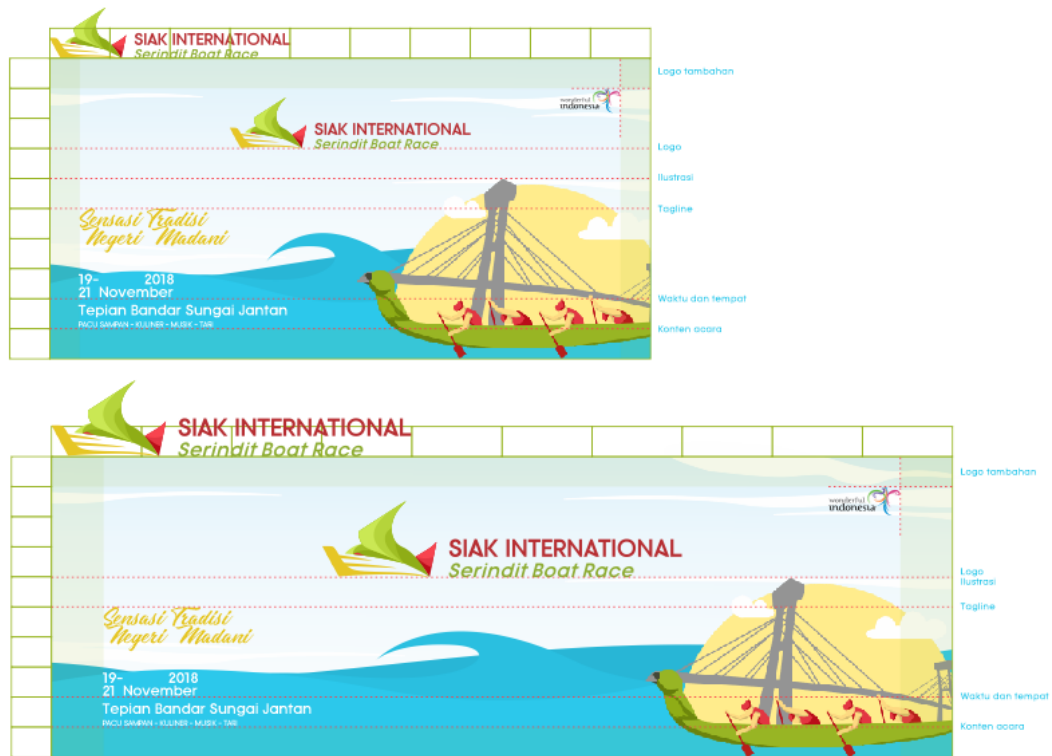 SIAK INTERNATIONAL
Serindit Boat Race
Logo tambahan
wonderful
indonesia
SIAK INTERNATIONAL
Serindit Boat Race
Logo
Ilustrasi
Tagline
Sensasi Tradisi
Negeri Madani
19- 2018
21 November
Waktu dan tempat
Tepian Bandar Sungai Jantan
PACU SAMPAN - KULINER - MUSIK - TARI
Konten acara
SIAK INTERNATIONAL
Serindit Boat Race
Logo tambahan
wonderful
indonesia
SIAK INTERNATIONAL
Serindit Boat Race
Logo
Ilustrasi
Tagline
Sensasi Tradisi
Negeri Madani
19- 2018
21 November
Waktu dan tempat
Tepian Bandar Sungai Jantan
PACU SAMPAN - KULINER - MUSIK - TARI
Konten acara